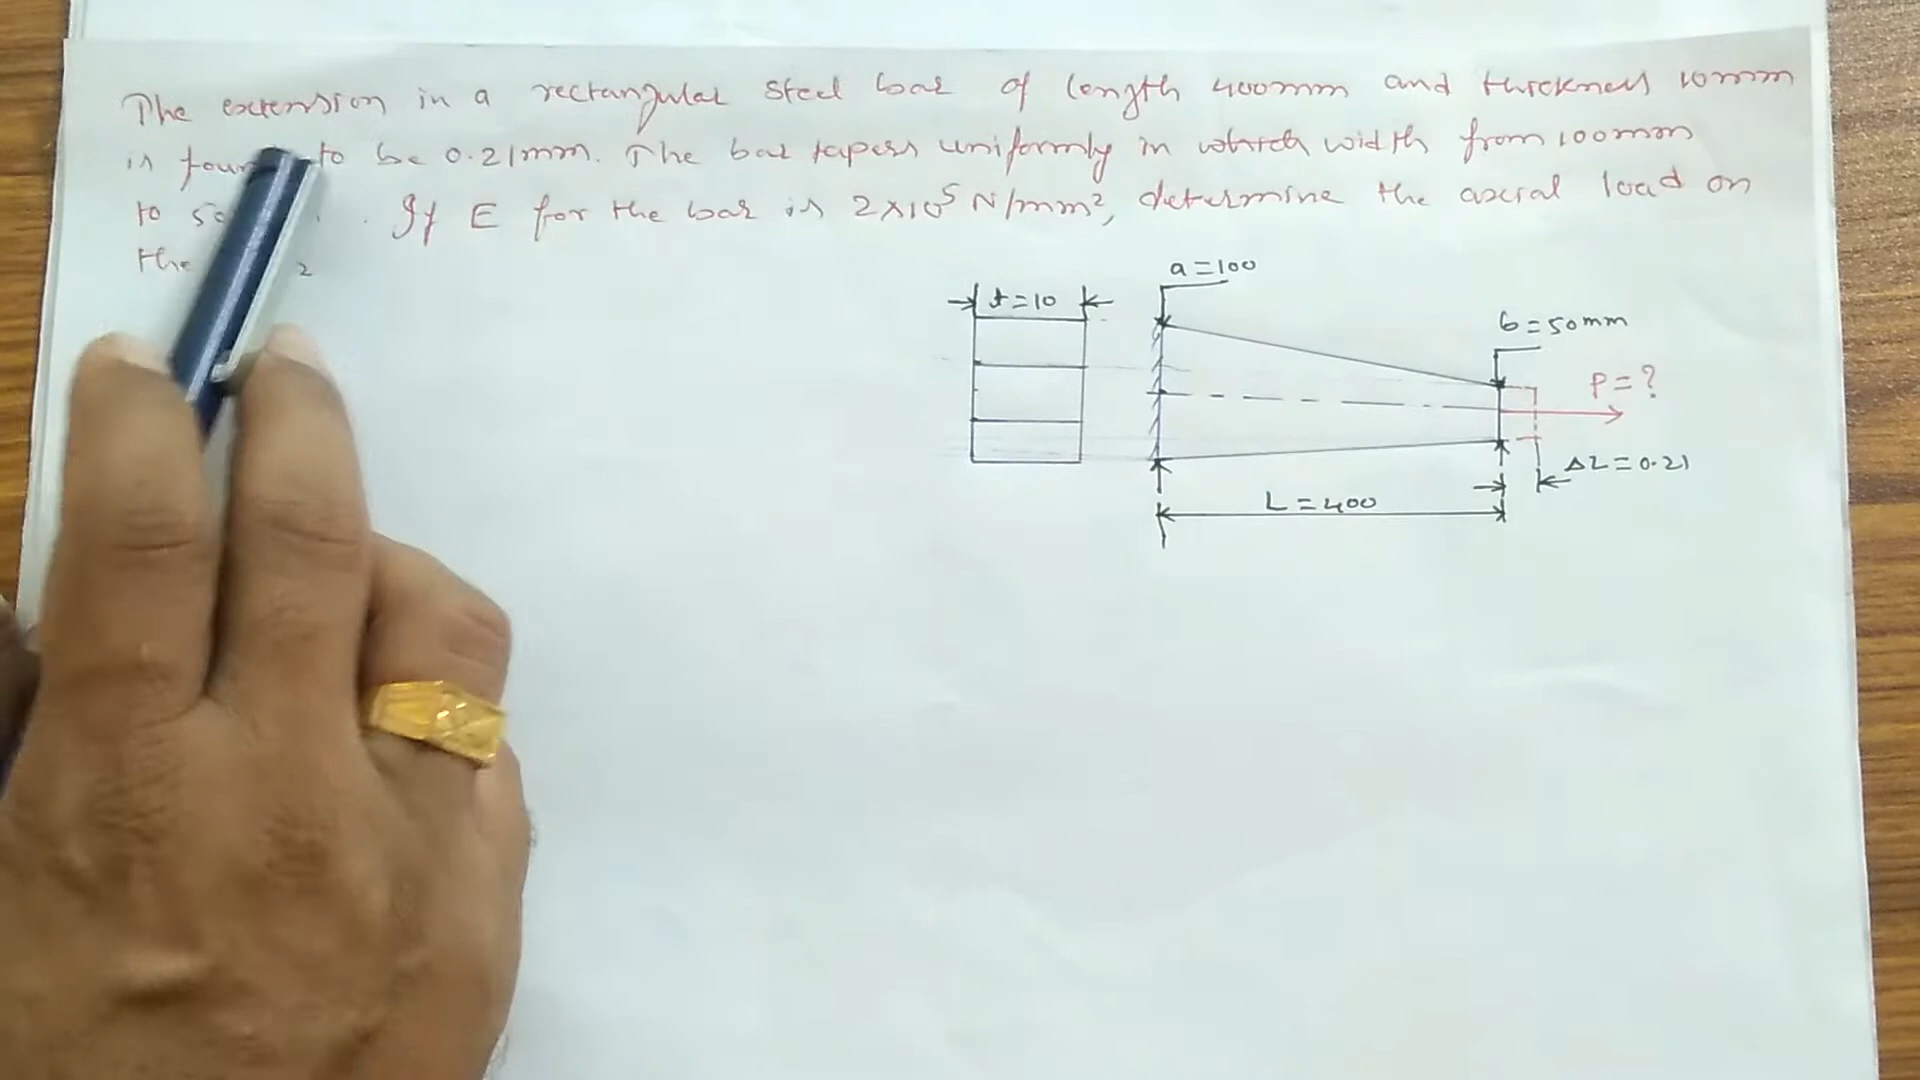 The extension in a rectangular steel bar of length 400mm and thickness 10mm
is to be 0.21mm. The bar tapers uniformly in width from 100mm
to If E for the bar is 2×10⁵ N/mm², determine the axial load on
the
a=100
t=10
b=50mm
P=?
ΔL=0.21
L=400